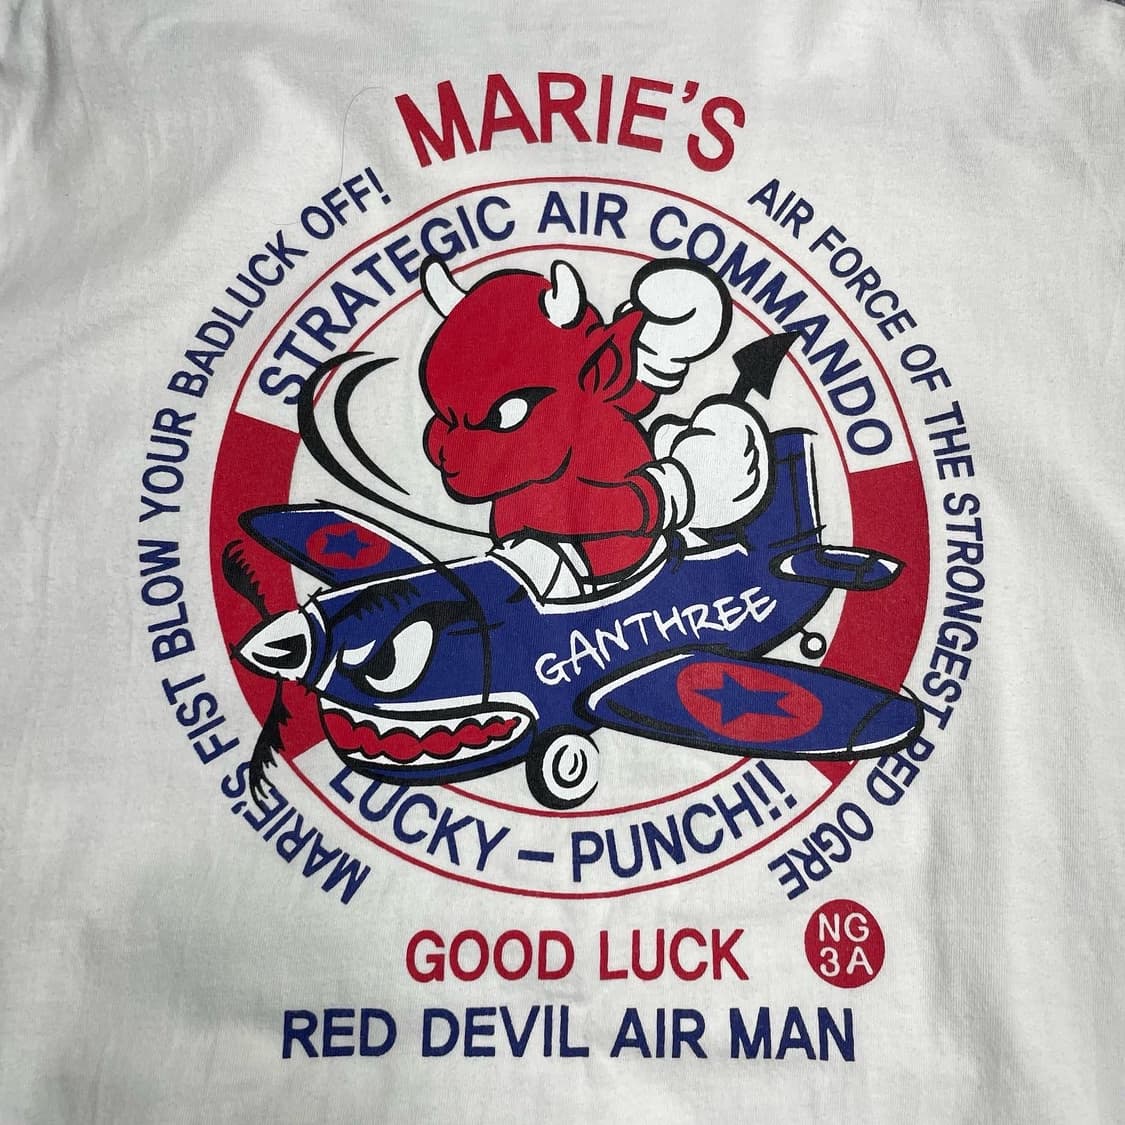 MARIE'S
STRATEGIC AIR COMMANDO
MARIE'S FIST BLOW YOUR BADLUCK OFF!
AIR FORCE OF THE STRONGEST RED OGRE
GANTHREE
LUCKY – PUNCH!!
GOOD LUCK
NG
3A
RED DEVIL AIR MAN